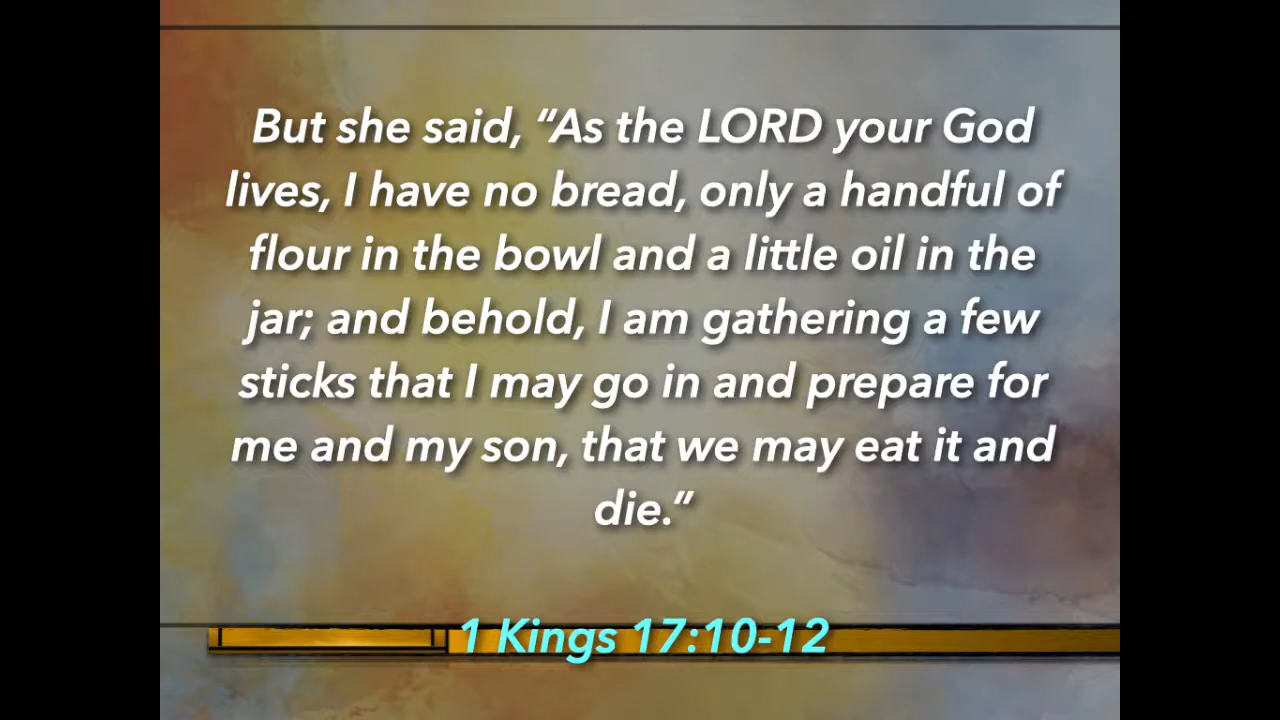 But she said, “As the LORD your God
lives, I have no bread, only a handful of
flour in the bowl and a little oil in the
jar; and behold, I am gathering a few
sticks that I may go in and prepare for
me and my son, that we may eat it and
die.”
1 Kings 17:10-12